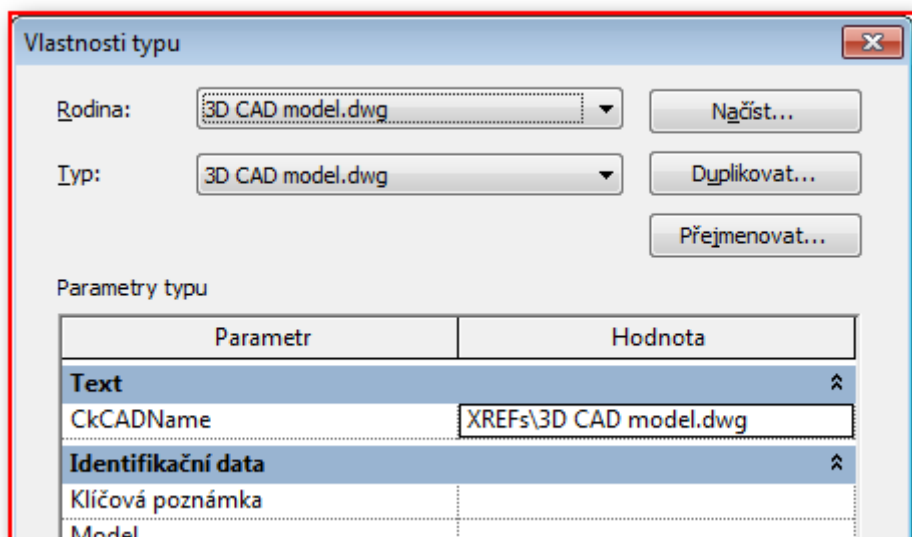 Vlastnosti typu
Rodina: 3D CAD model.dwg Načíst...
Typ: 3D CAD model.dwg Duplikovat...
Přejmenovat...
Parametry typu
Parametr Hodnota
Text
CkCADName XREFs\3D CAD model.dwg
Identifikační data
Klíčová poznámka
Model